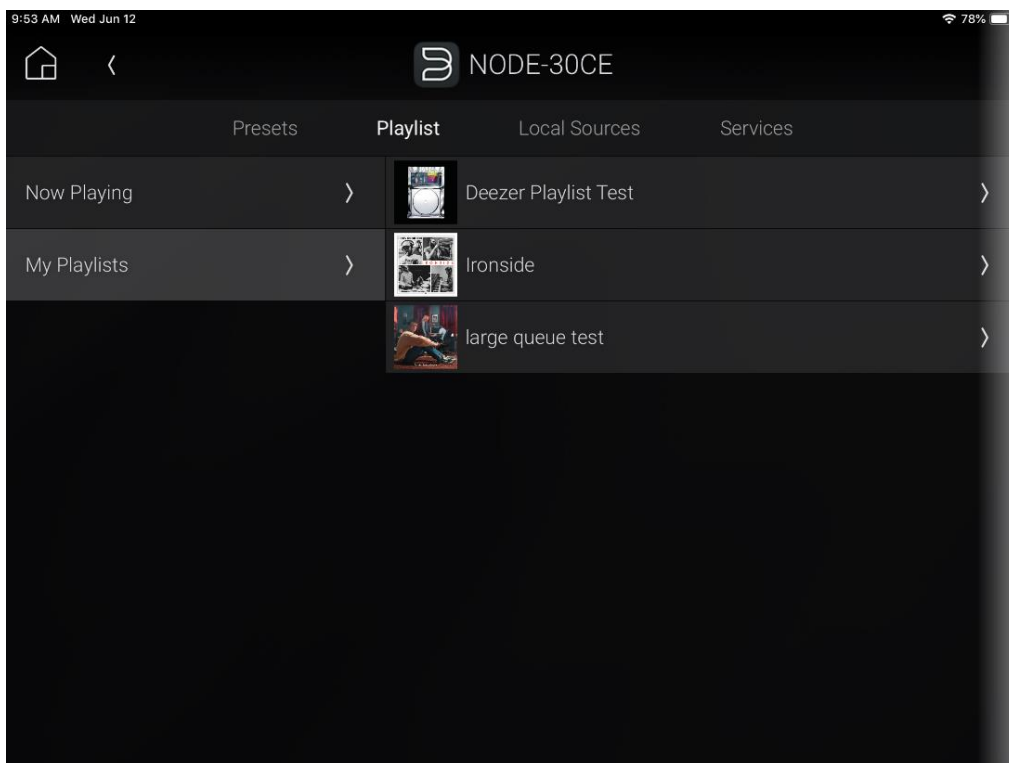 9:53 AM Wed Jun 12 78%
NODE-30CE
Presets Playlist Local Sources Services
Now Playing
Deezer Playlist Test
My Playlists
Ironside
large queue test